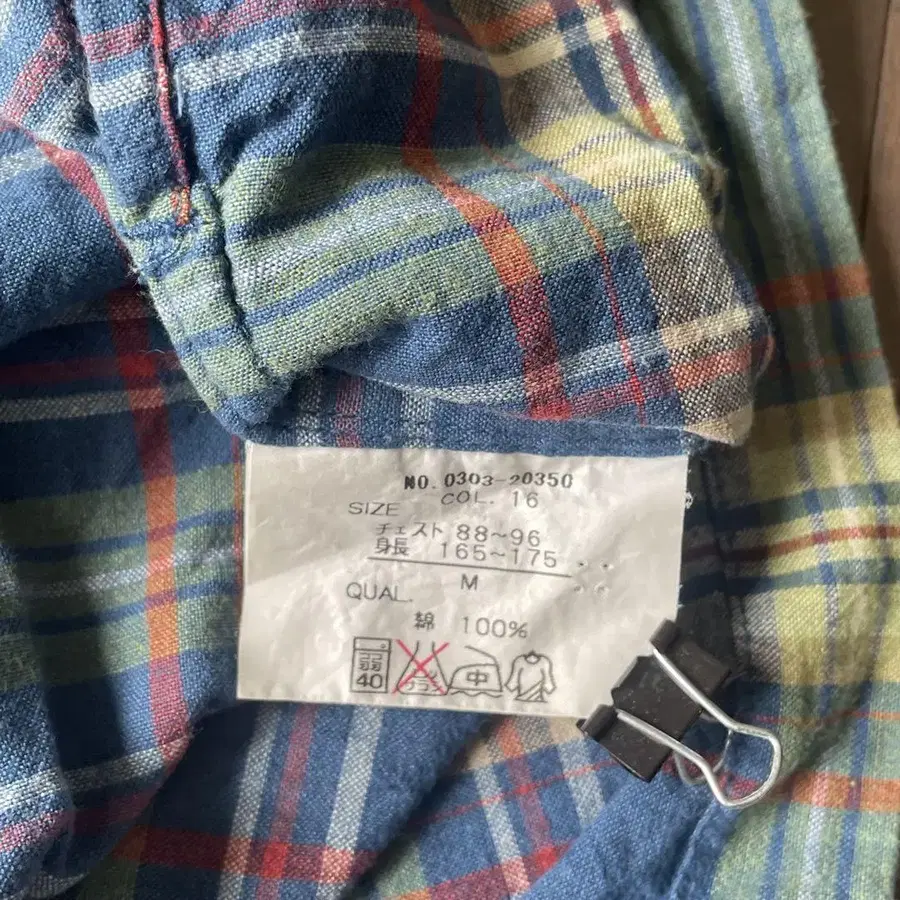 NO. 0303-20350
COL. 16
SIZE
チェスト 88~96
身長 165~175
M
QUAL.
綿 100%
弱 40 中